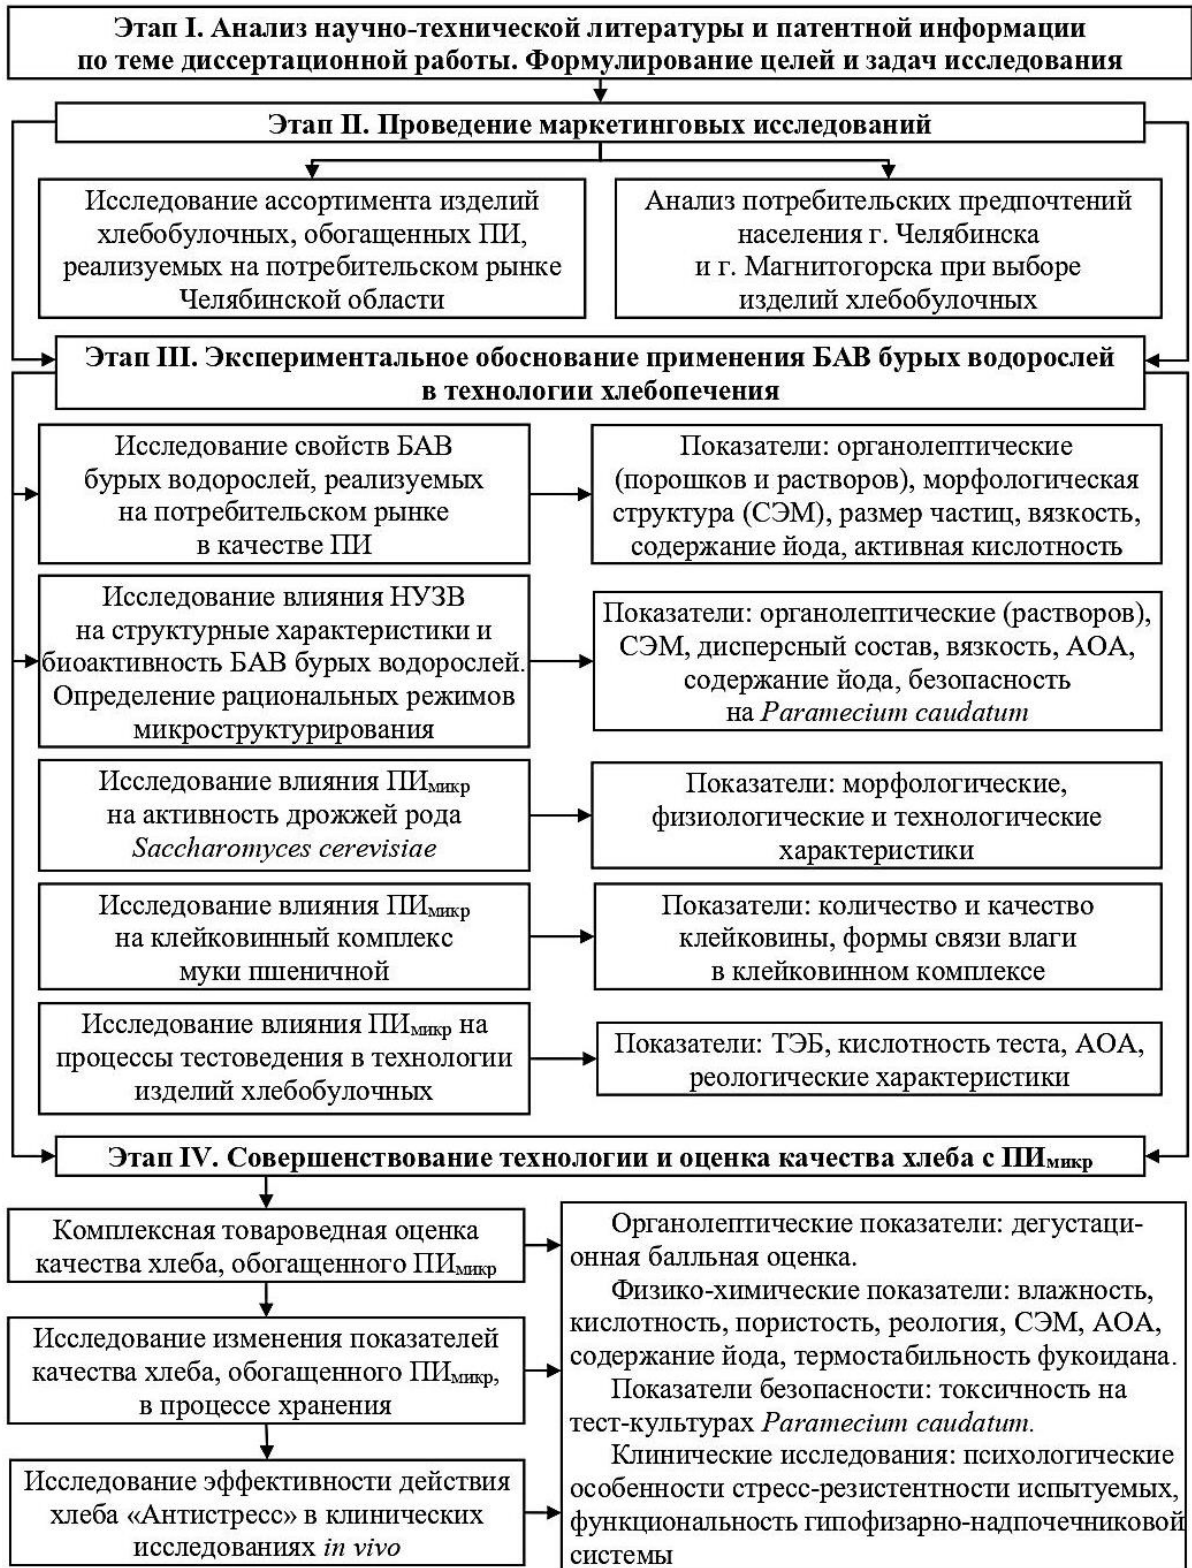 Этап I. Анализ научно-технической литературы и патентной информации
по теме диссертационной работы. Формулирование целей и задач исследования
Этап II. Проведение маркетинговых исследований
Исследование ассортимента изделий
хлебобулочных, обогащенных ПИ,
реализуемых на потребительском рынке
Челябинской области
Анализ потребительских предпочтений
населения г. Челябинска
и г. Магнитогорска при выборе
изделий хлебобулочных
Этап III. Экспериментальное обоснование применения БАВ бурых водорослей
в технологии хлебопечения
Исследование свойств БАВ
бурых водорослей, реализуемых
на потребительском рынке
в качестве ПИ
Показатели: органолептические
(порошков и растворов), морфологическая
структура (СЭМ), размер частиц, вязкость,
содержание йода, активная кислотность
Исследование влияния НУЗВ
на структурные характеристики и
биоактивность БАВ бурых водорослей.
Определение рациональных режимов
микроструктурирования
Показатели: органолептические (растворов),
СЭМ, дисперсный состав, вязкость, АОА,
содержание йода, безопасность
на Paramecium caudatum
Исследование влияния ПИмикр
на активность дрожжей рода
Saccharomyces cerevisiae
Показатели: морфологические,
физиологические и технологические
характеристики
Исследование влияния ПИмикр
на клейковинный комплекс
муки пшеничной
Показатели: количество и качество
клейковины, формы связи влаги
в клейковинном комплексе
Исследование влияния ПИмикр на
процессы тестоведения в технологии
изделий хлебобулочных
Показатели: ТЭБ, кислотность теста, АОА,
реологические характеристики
Этап IV. Совершенствование технологии и оценка качества хлеба с ПИмикр
Комплексная товароведная оценка
качества хлеба, обогащенного ПИмикр
Исследование изменения показателей
качества хлеба, обогащенного ПИмикр,
в процессе хранения
Исследование эффективности действия
хлеба «Антистресс» в клинических
исследованиях in vivo
Органолептические показатели: дегустаци-
онная балльная оценка.
Физико-химические показатели: влажность,
кислотность, пористость, реология, СЭМ, АОА,
содержание йода, термостабильность фукоидана.
Показатели безопасности: токсичность на
тест-культурах Paramecium caudatum.
Клинические исследования: психологические
особенности стресс-резистентности испытуемых,
функциональность гипофизарно-надпочечниковой
системы